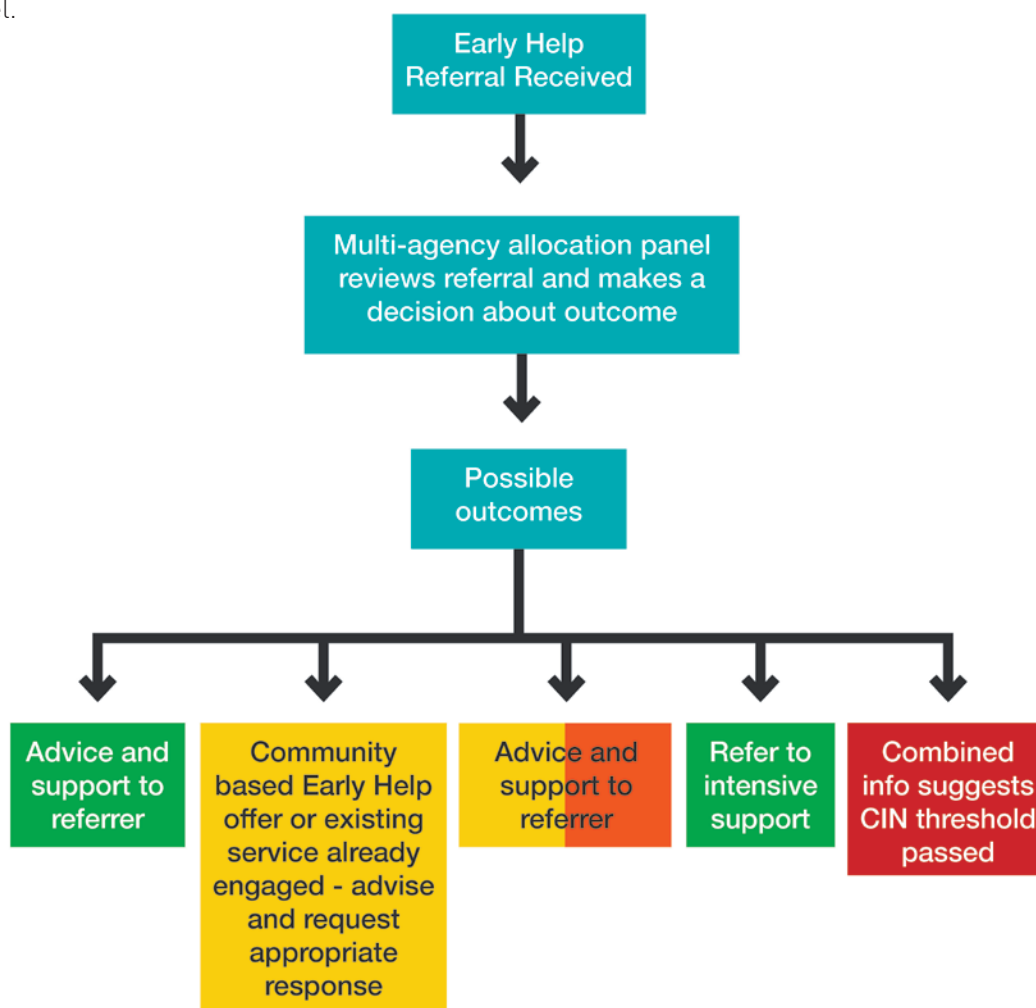 Early Help
Referral Received
Multi-agency allocation panel
reviews referral and makes a
decision about outcome
Possible
outcomes
Advice and
support to
referrer
Community
based Early Help
offer or existing
service already
engaged - advise
and request
appropriate
response
Advice and
support to
referrer
Refer to
intensive
support
Combined
info suggests
CIN threshold
passed